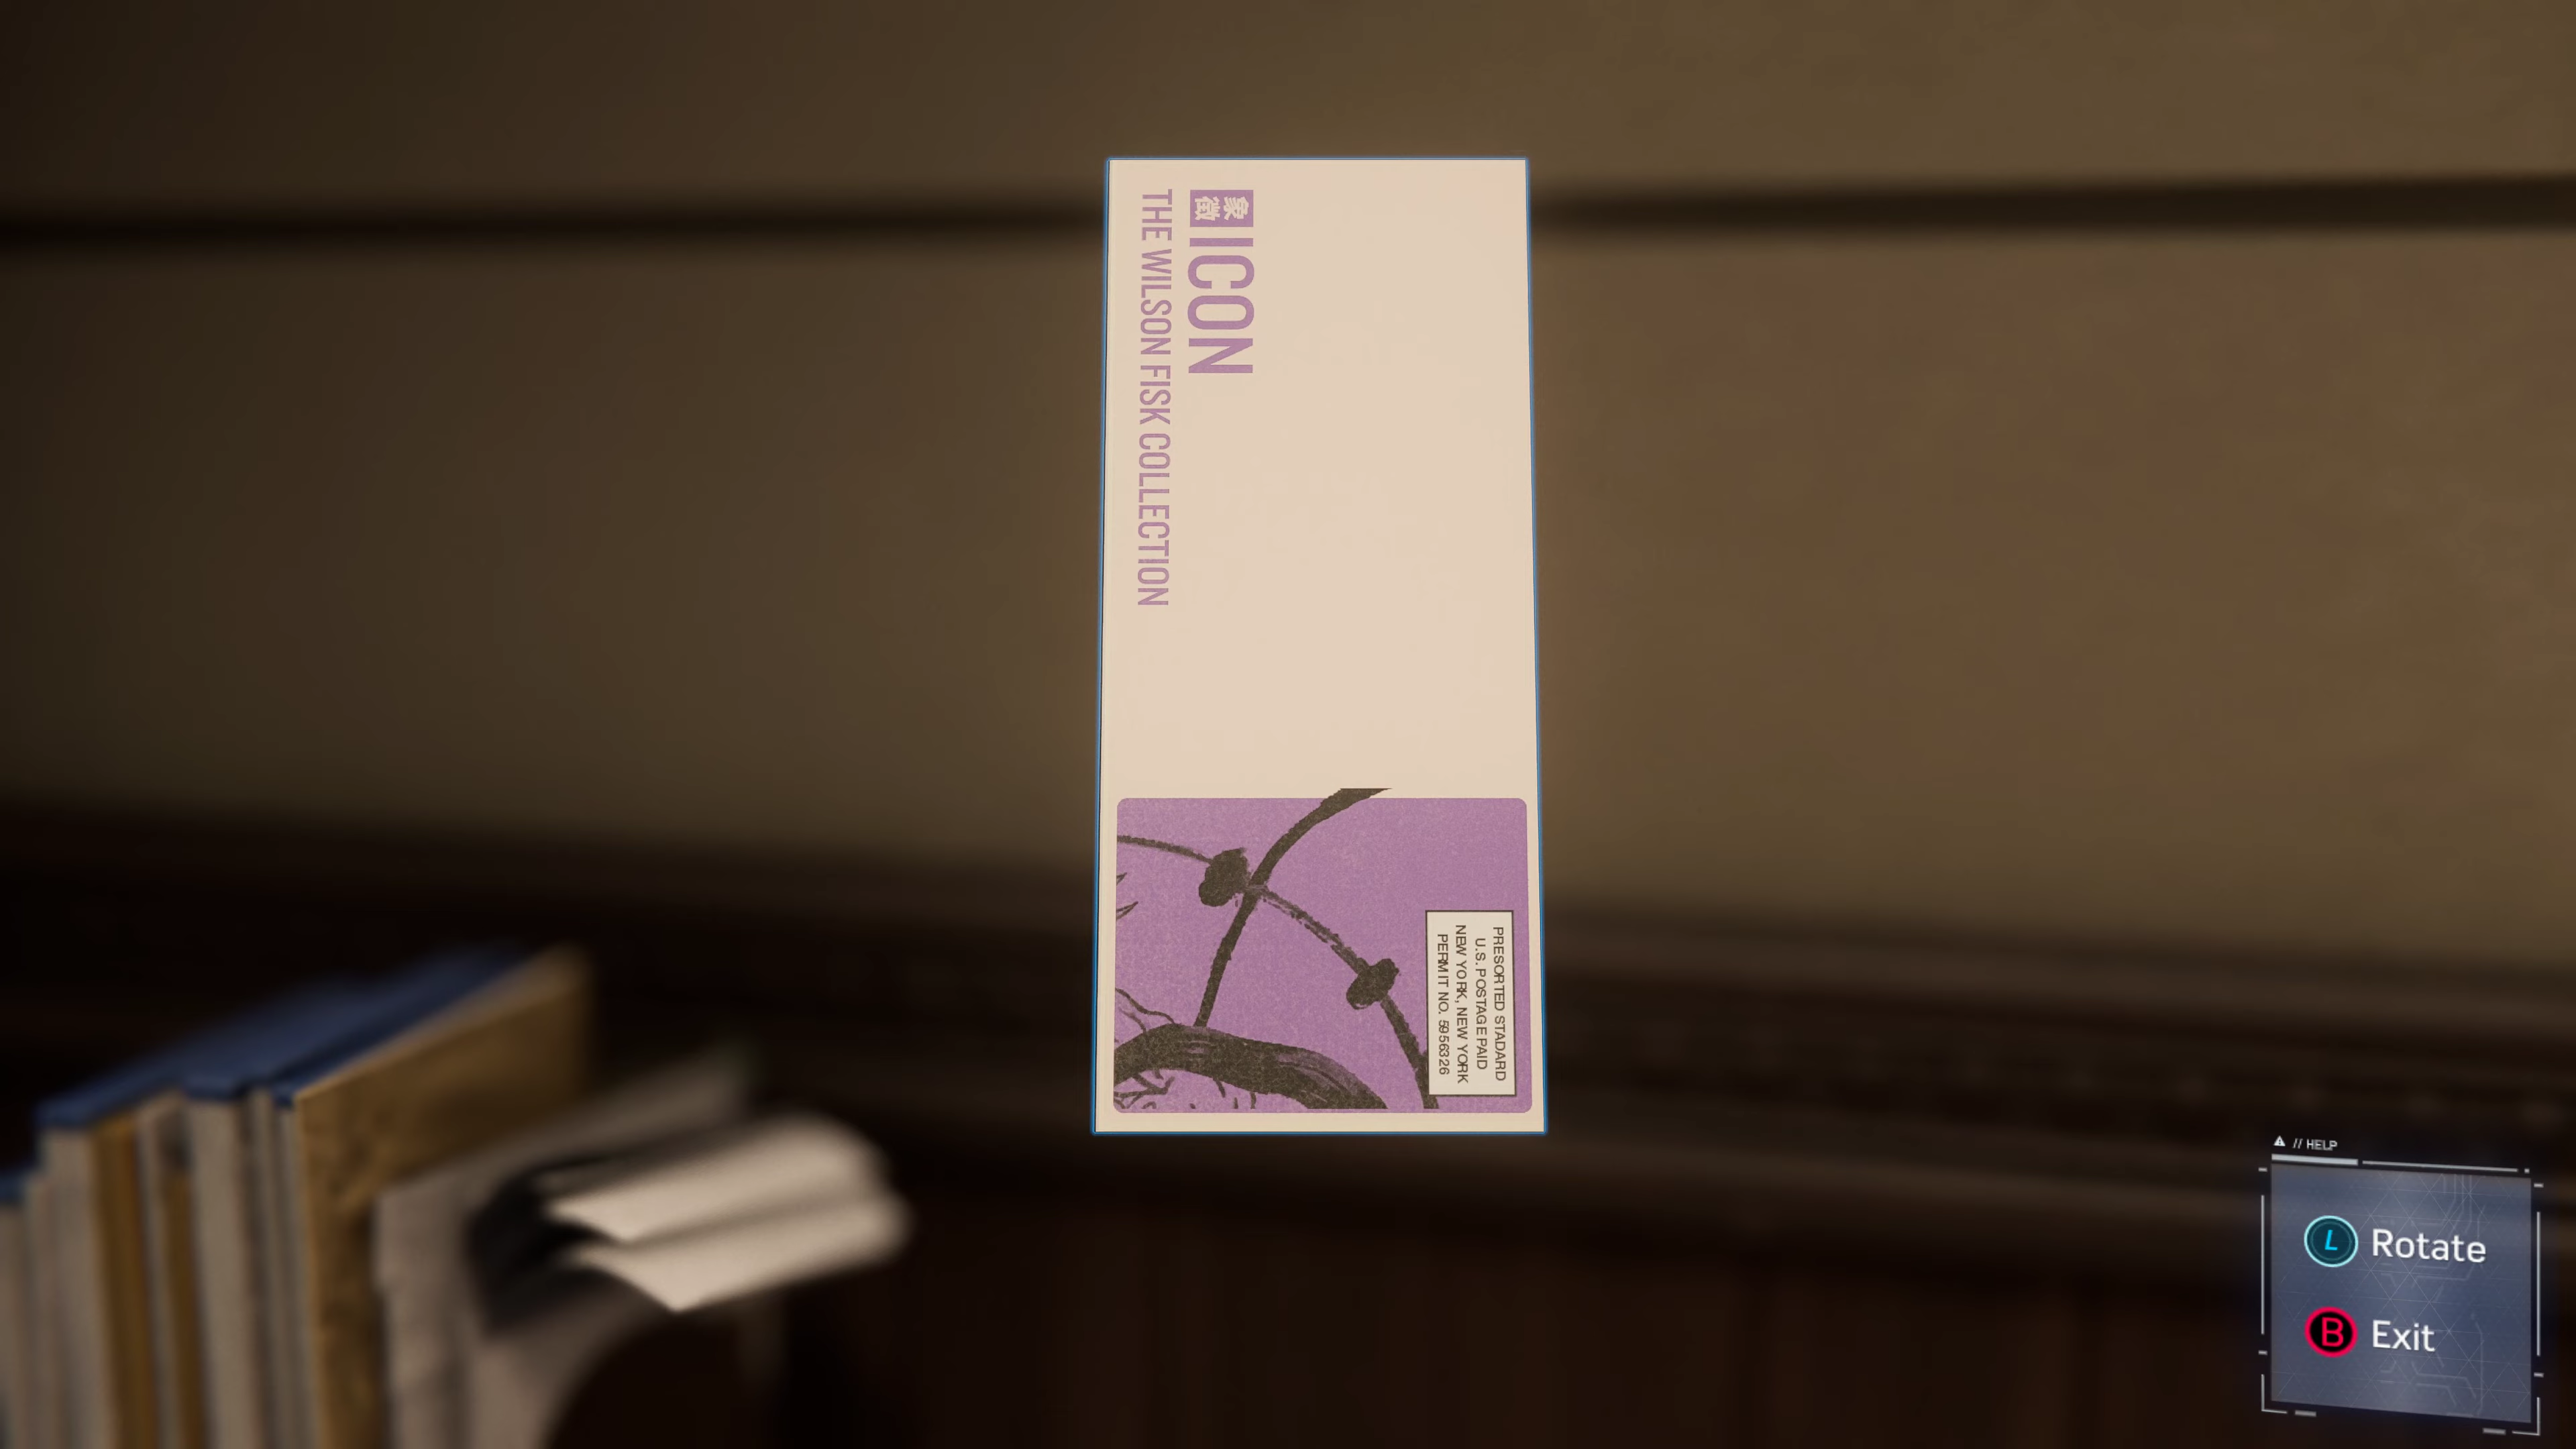 象徵 ICON
THE WILSON FISK COLLECTION
PRESORTED STADARD
U.S. POSTAGE PAID
NEW YORK, NEW YORK
PERMIT NO. 5956326
// HELP
L Rotate
B Exit